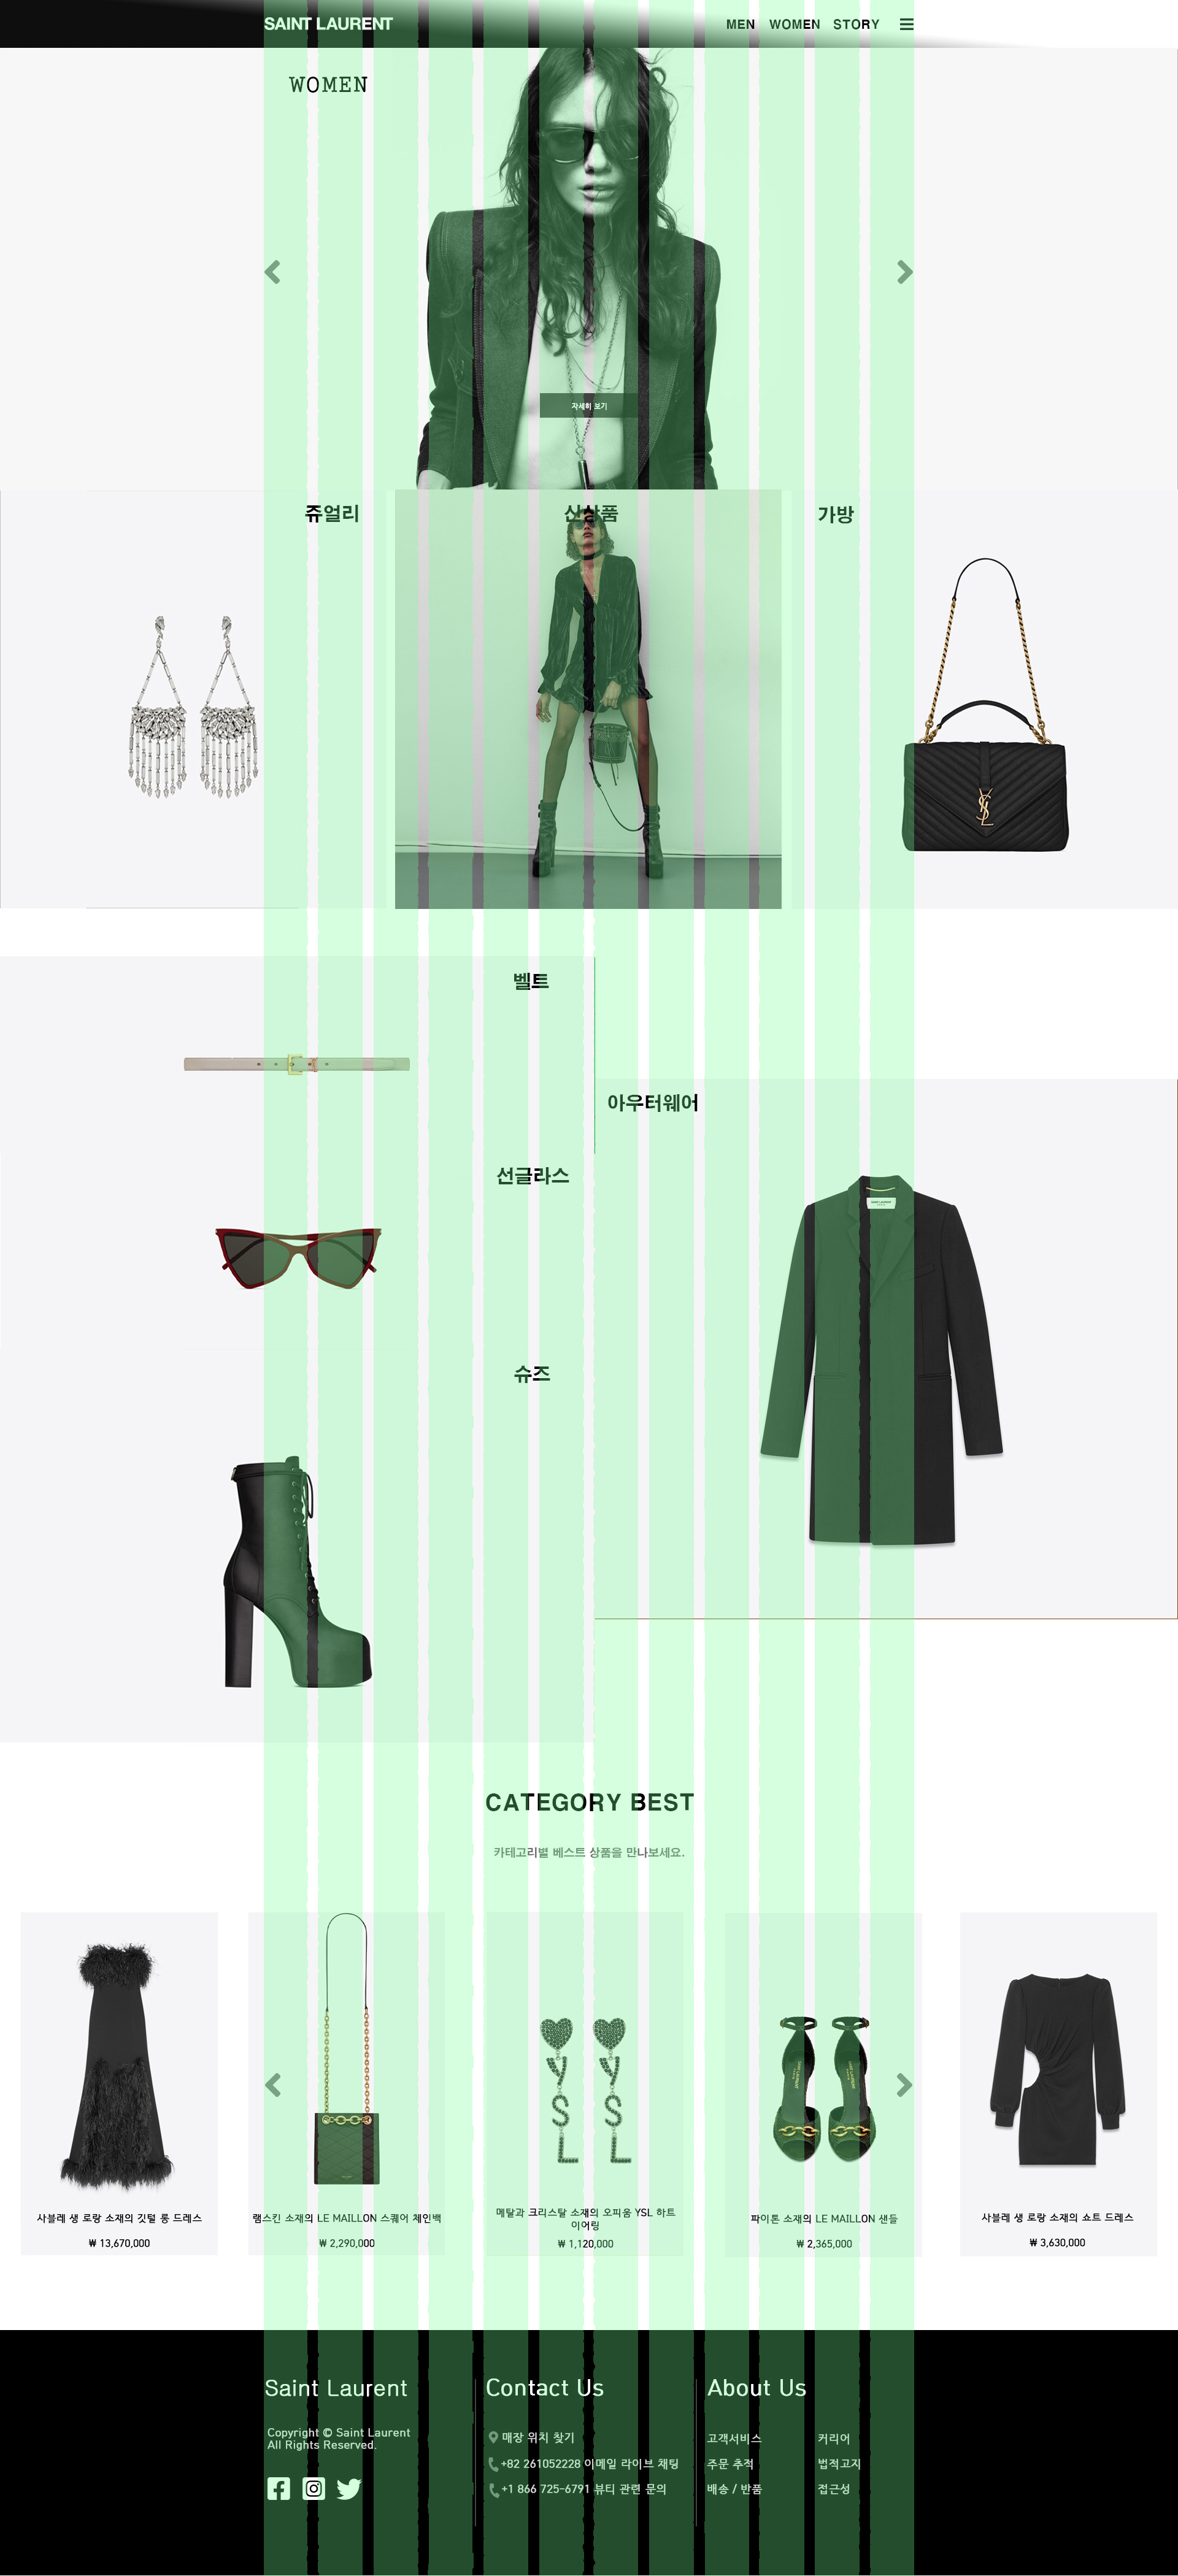 SAINT LAURENT
MEN WOMEN STORY
WOMEN
자세히 보기
쥬얼리
신상품
가방
벨트
아우터웨어
선글라스
슈즈
CATEGORY BEST
카테고리별 베스트 상품을 만나보세요.
사블레 생 로랑 소재의 깃털 롱 드레스
₩ 13,670,000
램스킨 소재의 LE MAILLON 스퀘어 체인백
₩ 2,290,000
메탈과 크리스탈 소재의 오피움 YSL 하트
이어링
₩ 1,120,000
파이톤 소재의 LE MAILLON 샌들
₩ 2,365,000
사블레 생 로랑 소재의 쇼트 드레스
₩ 3,630,000
Saint Laurent
Copyright © Saint Laurent
All Rights Reserved.
Contact Us
매장 위치 찾기
+82 261052228 이메일 라이브 채팅
+1 866 725-6791 뷰티 관련 문의
About Us
고객서비스
주문 추적
배송 / 반품
커리어
법적고지
접근성